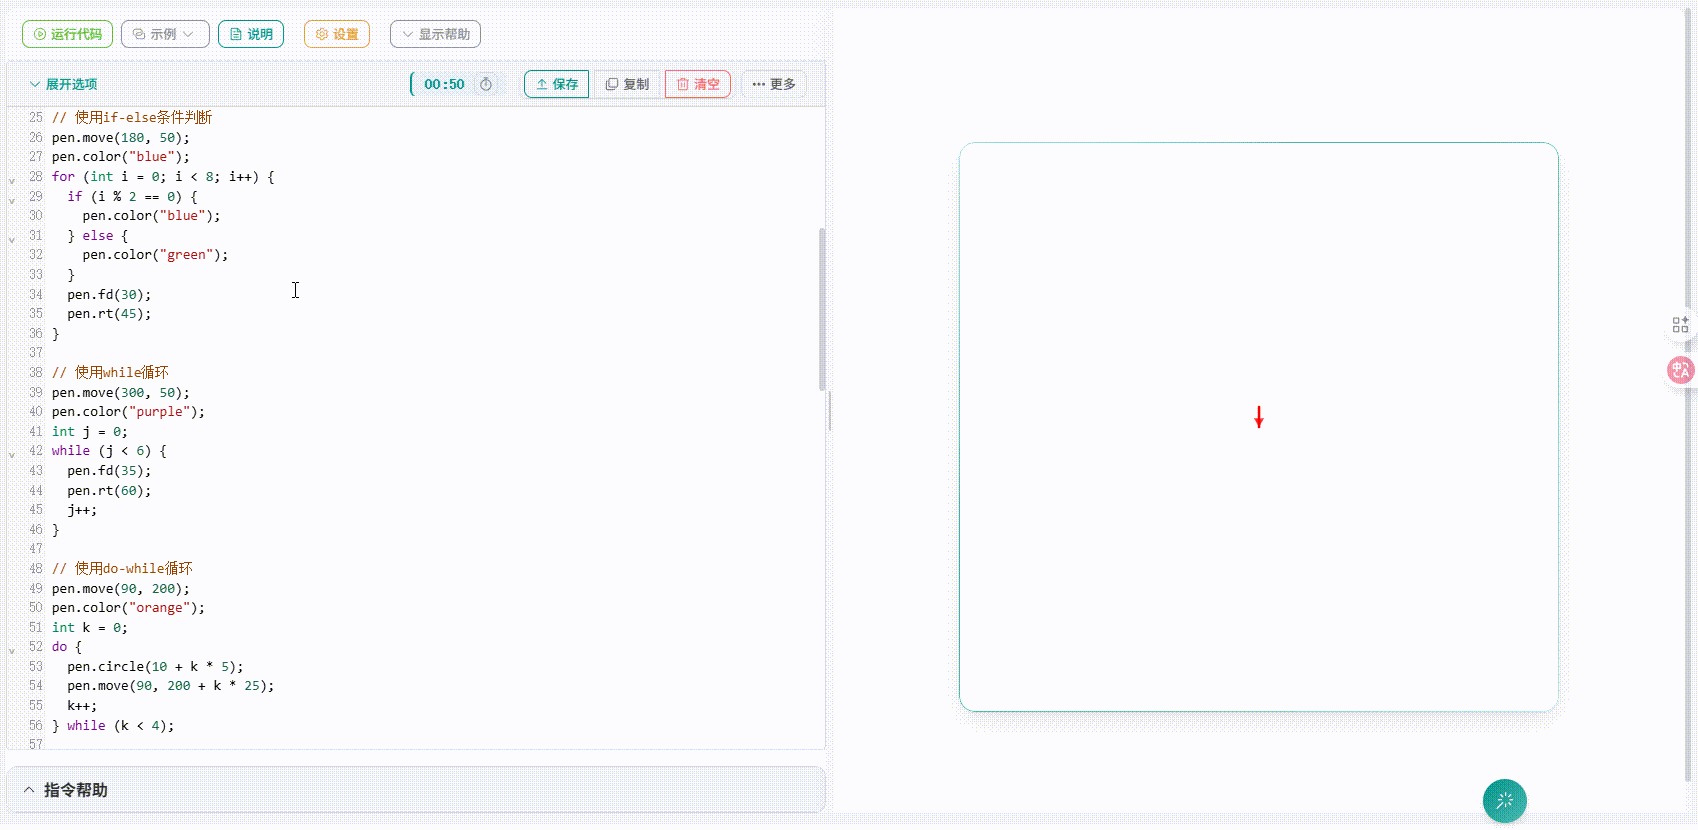 运行代码 示例 说明 设置 显示帮助
展开选项 00:50 保存 复制 清空 ··· 更多
25 // 使用if-else条件判断
26 pen.move(180, 50);
27 pen.color("blue");
28 for (int i = 0; i < 8; i++) {
29   if (i % 2 == 0) {
30     pen.color("blue");
31   } else {
32     pen.color("green");
33   }
34   pen.fd(30);
35   pen.rt(45);
36 }
37
38 // 使用while循环
39 pen.move(300, 50);
40 pen.color("purple");
41 int j = 0;
42 while (j < 6) {
43   pen.fd(35);
44   pen.rt(60);
45   j++;
46 }
47
48 // 使用do-while循环
49 pen.move(90, 200);
50 pen.color("orange");
51 int k = 0;
52 do {
53   pen.circle(10 + k * 5);
54   pen.move(90, 200 + k * 25);
55   k++;
56 } while (k < 4);
57
指令帮助